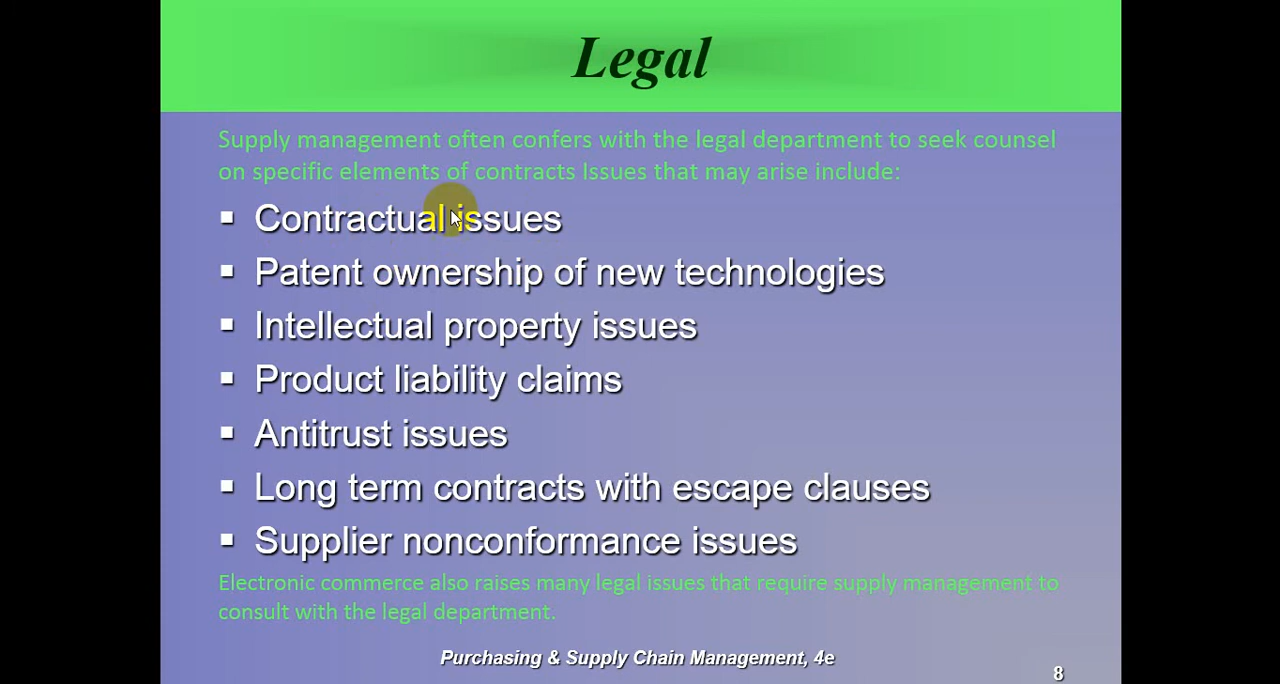 Legal
Supply management often confers with the legal department to seek counsel
on specific elements of contracts Issues that may arise include:
▪ Contractual issues
▪ Patent ownership of new technologies
▪ Intellectual property issues
▪ Product liability claims
▪ Antitrust issues
▪ Long term contracts with escape clauses
▪ Supplier nonconformance issues
Electronic commerce also raises many legal issues that require supply management to
consult with the legal department.
Purchasing & Supply Chain Management, 4e
8